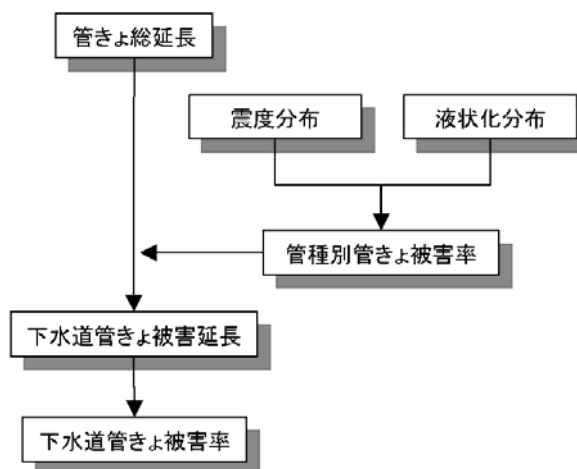 管きょ総延長
震度分布
液状化分布
管種別管きょ被害率
下水道管きょ被害延長
下水道管きょ被害率